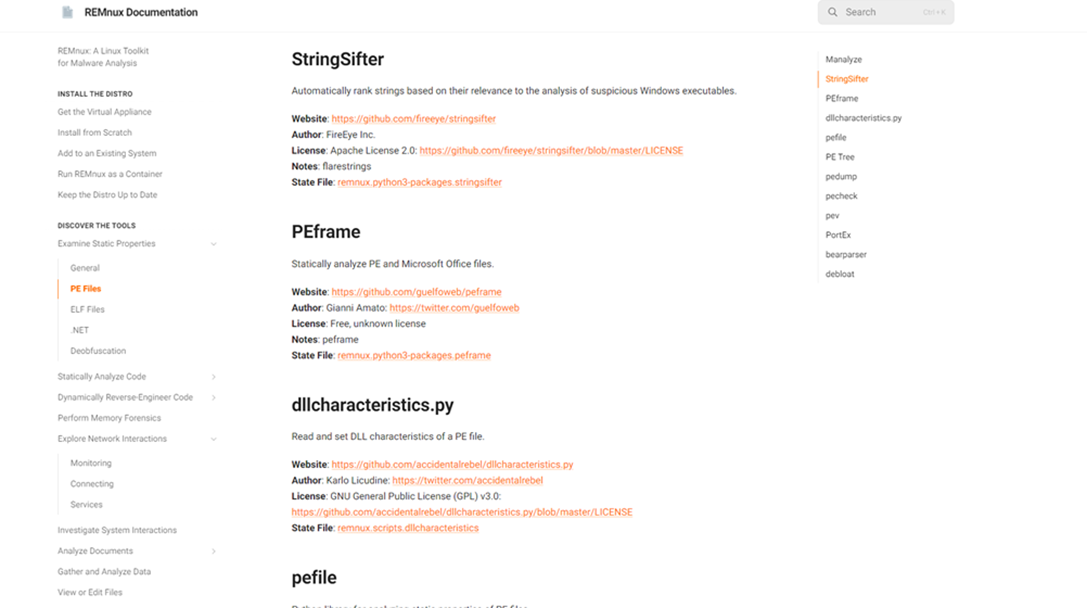 REMnux Documentation
Search
Ctrl+K
REMnux: A Linux Toolkit
for Malware Analysis
INSTALL THE DISTRO
Get the Virtual Appliance
Install from Scratch
Add to an Existing System
Run REMnux as a Container
Keep the Distro Up to Date
DISCOVER THE TOOLS
Examine Static Properties
General
PE Files
ELF Files
.NET
Deobfuscation
Statically Analyze Code
Dynamically Reverse-Engineer Code
Perform Memory Forensics
Explore Network Interactions
Monitoring
Connecting
Services
Investigate System Interactions
Analyze Documents
Gather and Analyze Data
View or Edit Files
StringSifter
Automatically rank strings based on their relevance to the analysis of suspicious Windows executables.
Website: https://github.com/fireeye/stringsifter
Author: FireEye Inc.
License: Apache License 2.0: https://github.com/fireeye/stringsifter/blob/master/LICENSE
Notes: flarestrings
State File: remnux.python3-packages.stringsifter
PEframe
Statically analyze PE and Microsoft Office files.
Website: https://github.com/guelfoweb/peframe
Author: Gianni Amato: https://twitter.com/guelfoweb
License: Free, unknown license
Notes: peframe
State File: remnux.python3-packages.peframe
dllcharacteristics.py
Read and set DLL characteristics of a PE file.
Website: https://github.com/accidentalrebel/dllcharacteristics.py
Author: Karlo Licudine: https://twitter.com/accidentalrebel
License: GNU General Public License (GPL) v3.0:
https://github.com/accidentalrebel/dllcharacteristics.py/blob/master/LICENSE
State File: remnux.scripts.dllcharacteristics
pefile
Python library for analyzing static properties of PE files.
Manalyze
StringSifter
PEframe
dllcharacteristics.py
pefile
PE Tree
pedump
pecheck
pev
PortEx
bearparser
debloat